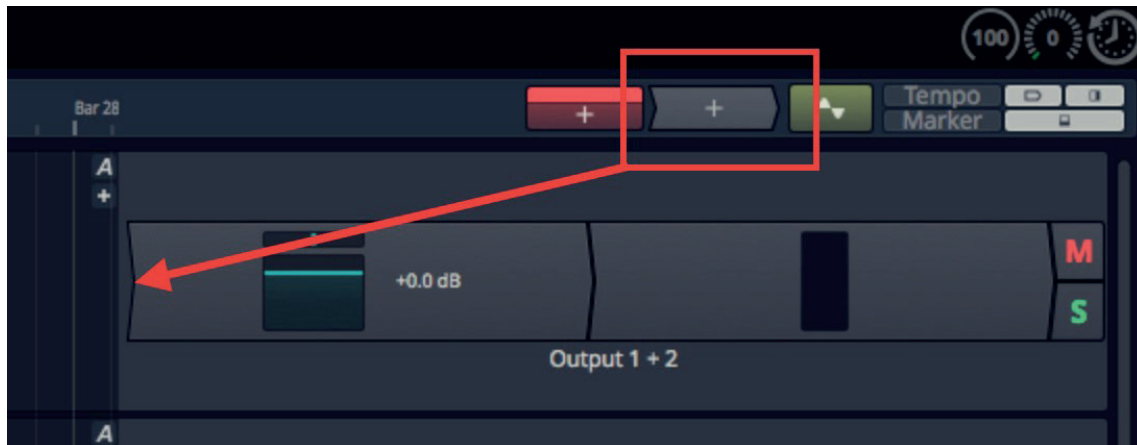 100 0
Bar 28 + + Tempo
Marker
A
+
+0.0 dB M
S
Output 1 + 2
A